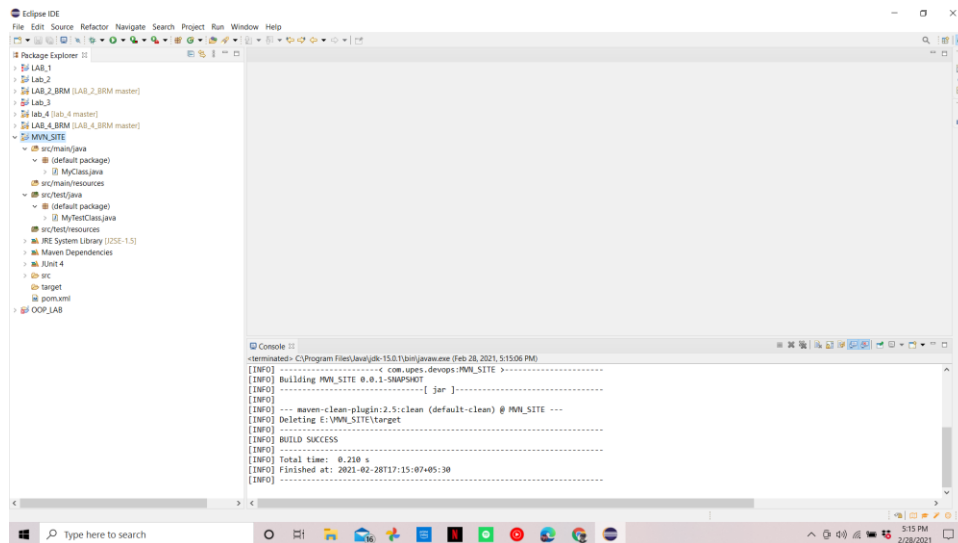 Eclipse IDE
File Edit Source Refactor Navigate Search Project Run Window Help
Package Explorer
LAB_1
Lab_2
LAB_2_BRM [LAB_2_BRM master]
Lab_3
lab_4 [lab_4 master]
LAB_4_BRM [LAB_4_BRM master]
MVN_SITE
src/main/java
(default package)
MyClass.java
src/main/resources
src/test/java
(default package)
MyTestClass.java
src/test/resources
JRE System Library [J2SE-1.5]
Maven Dependencies
JUnit 4
src
target
pom.xml
OOP_LAB
Console
<terminated> C:\Program Files\Java\jdk-15.0.1\bin\javaw.exe (Feb 28, 2021, 5:15:06 PM)
[INFO] ----------------------< com.upes.devops:MVN_SITE >----------------------
[INFO] Building MVN_SITE 0.0.1-SNAPSHOT
[INFO] --------------------------------[ jar ]---------------------------------
[INFO]
[INFO] --- maven-clean-plugin:2.5:clean (default-clean) @ MVN_SITE ---
[INFO] Deleting E:\MVN_SITE\target
[INFO] ------------------------------------------------------------------------
[INFO] BUILD SUCCESS
[INFO] ------------------------------------------------------------------------
[INFO] Total time: 0.210 s
[INFO] Finished at: 2021-02-28T17:15:07+05:30
[INFO] ------------------------------------------------------------------------
Type here to search
16
N
5:15 PM
2/28/2021